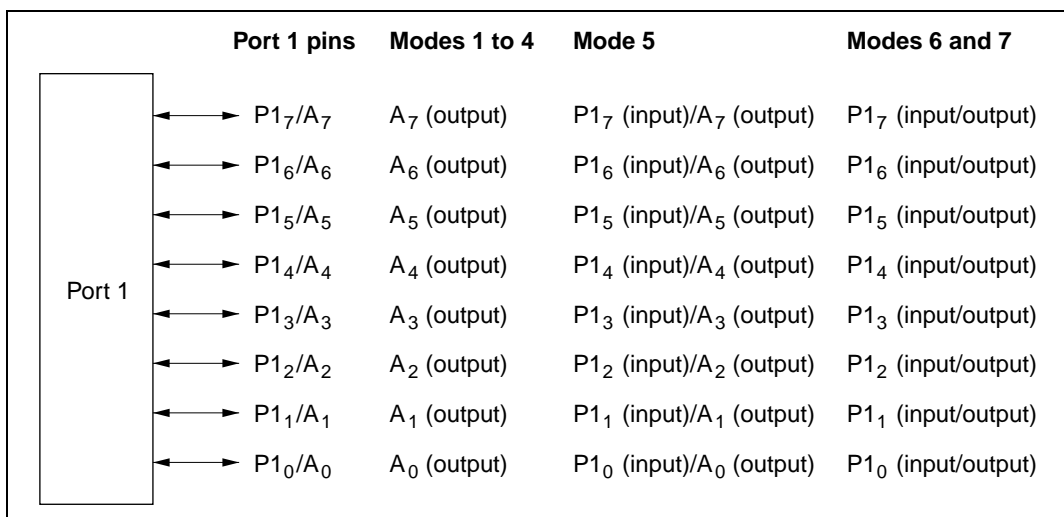 Port 1 pins Modes 1 to 4 Mode 5 Modes 6 and 7
P1₇/A₇ A₇ (output) P1₇ (input)/A₇ (output) P1₇ (input/output)
P1₆/A₆ A₆ (output) P1₆ (input)/A₆ (output) P1₆ (input/output)
P1₅/A₅ A₅ (output) P1₅ (input)/A₅ (output) P1₅ (input/output)
P1₄/A₄ A₄ (output) P1₄ (input)/A₄ (output) P1₄ (input/output)
Port 1
P1₃/A₃ A₃ (output) P1₃ (input)/A₃ (output) P1₃ (input/output)
P1₂/A₂ A₂ (output) P1₂ (input)/A₂ (output) P1₂ (input/output)
P1₁/A₁ A₁ (output) P1₁ (input)/A₁ (output) P1₁ (input/output)
P1₀/A₀ A₀ (output) P1₀ (input)/A₀ (output) P1₀ (input/output)